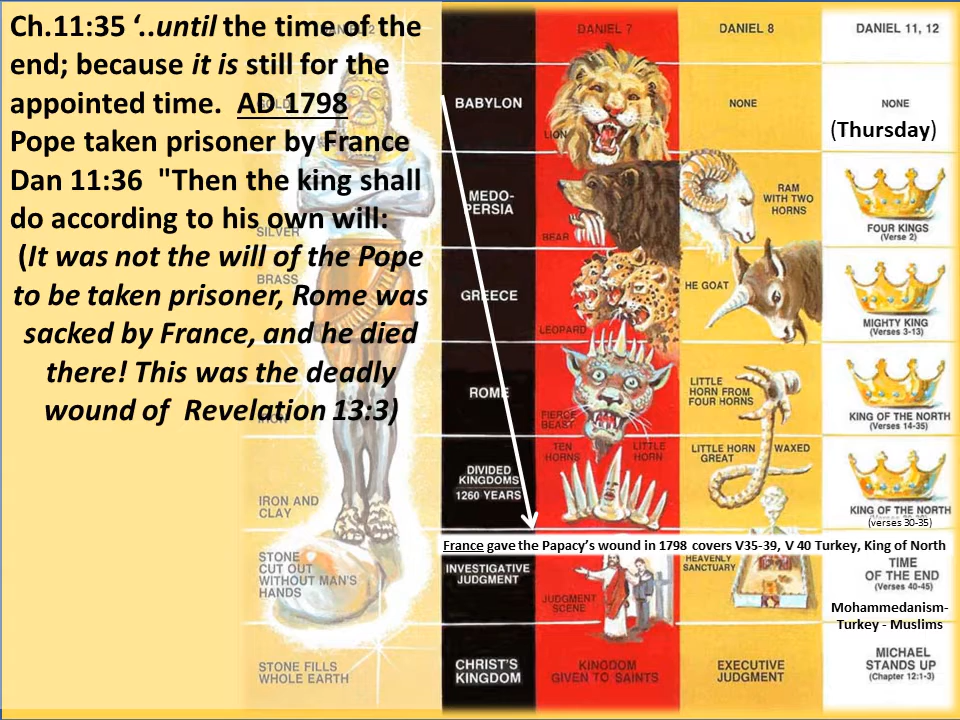 Ch.11:35 ‘..until the time of the
end; because it is still for the
appointed time.  AD 1798
Pope taken prisoner by France
Dan 11:36  "Then the king shall
do according to his own will:
(It was not the will of the Pope
to be taken prisoner, Rome was
sacked by France, and he died
there! This was the deadly
wound of  Revelation 13:3)
DANIEL 2
GOLD
SILVER
BRASS
IRON
IRON AND
CLAY
STONE
CUT OUT
WITHOUT MAN'S
HANDS
STONE FILLS
WHOLE EARTH
BABYLON
MEDO-
PERSIA
GREECE
ROME
DIVIDED
KINGDOMS
1260 YEARS
INVESTIGATIVE
JUDGMENT
CHRIST'S
KINGDOM
DANIEL 7
LION
BEAR
LEOPARD
FIERCE
BEAST
TEN
HORNS
LITTLE
HORN
JUDGMENT
SCENE
KINGDOM
GIVEN TO SAINTS
DANIEL 8
NONE
RAM
WITH TWO
HORNS
HE GOAT
LITTLE
HORN FROM
FOUR HORNS
LITTLE HORN WAXED
GREAT
HEAVENLY
SANCTUARY
EXECUTIVE
JUDGMENT
DANIEL 11, 12
NONE
(Thursday)
FOUR KINGS
(Verse 2)
MIGHTY KING
(Verses 3-13)
KING OF THE NORTH
(Verses 14-35)
KING OF THE NORTH
(verses 30-35)
France gave the Papacy’s wound in 1798 covers V35-39, V 40 Turkey, King of North
TIME
OF THE END
(Verses 40-45)
Mohammedanism-
Turkey - Muslims
MICHAEL
STANDS UP
(Chapter 12:1-3)